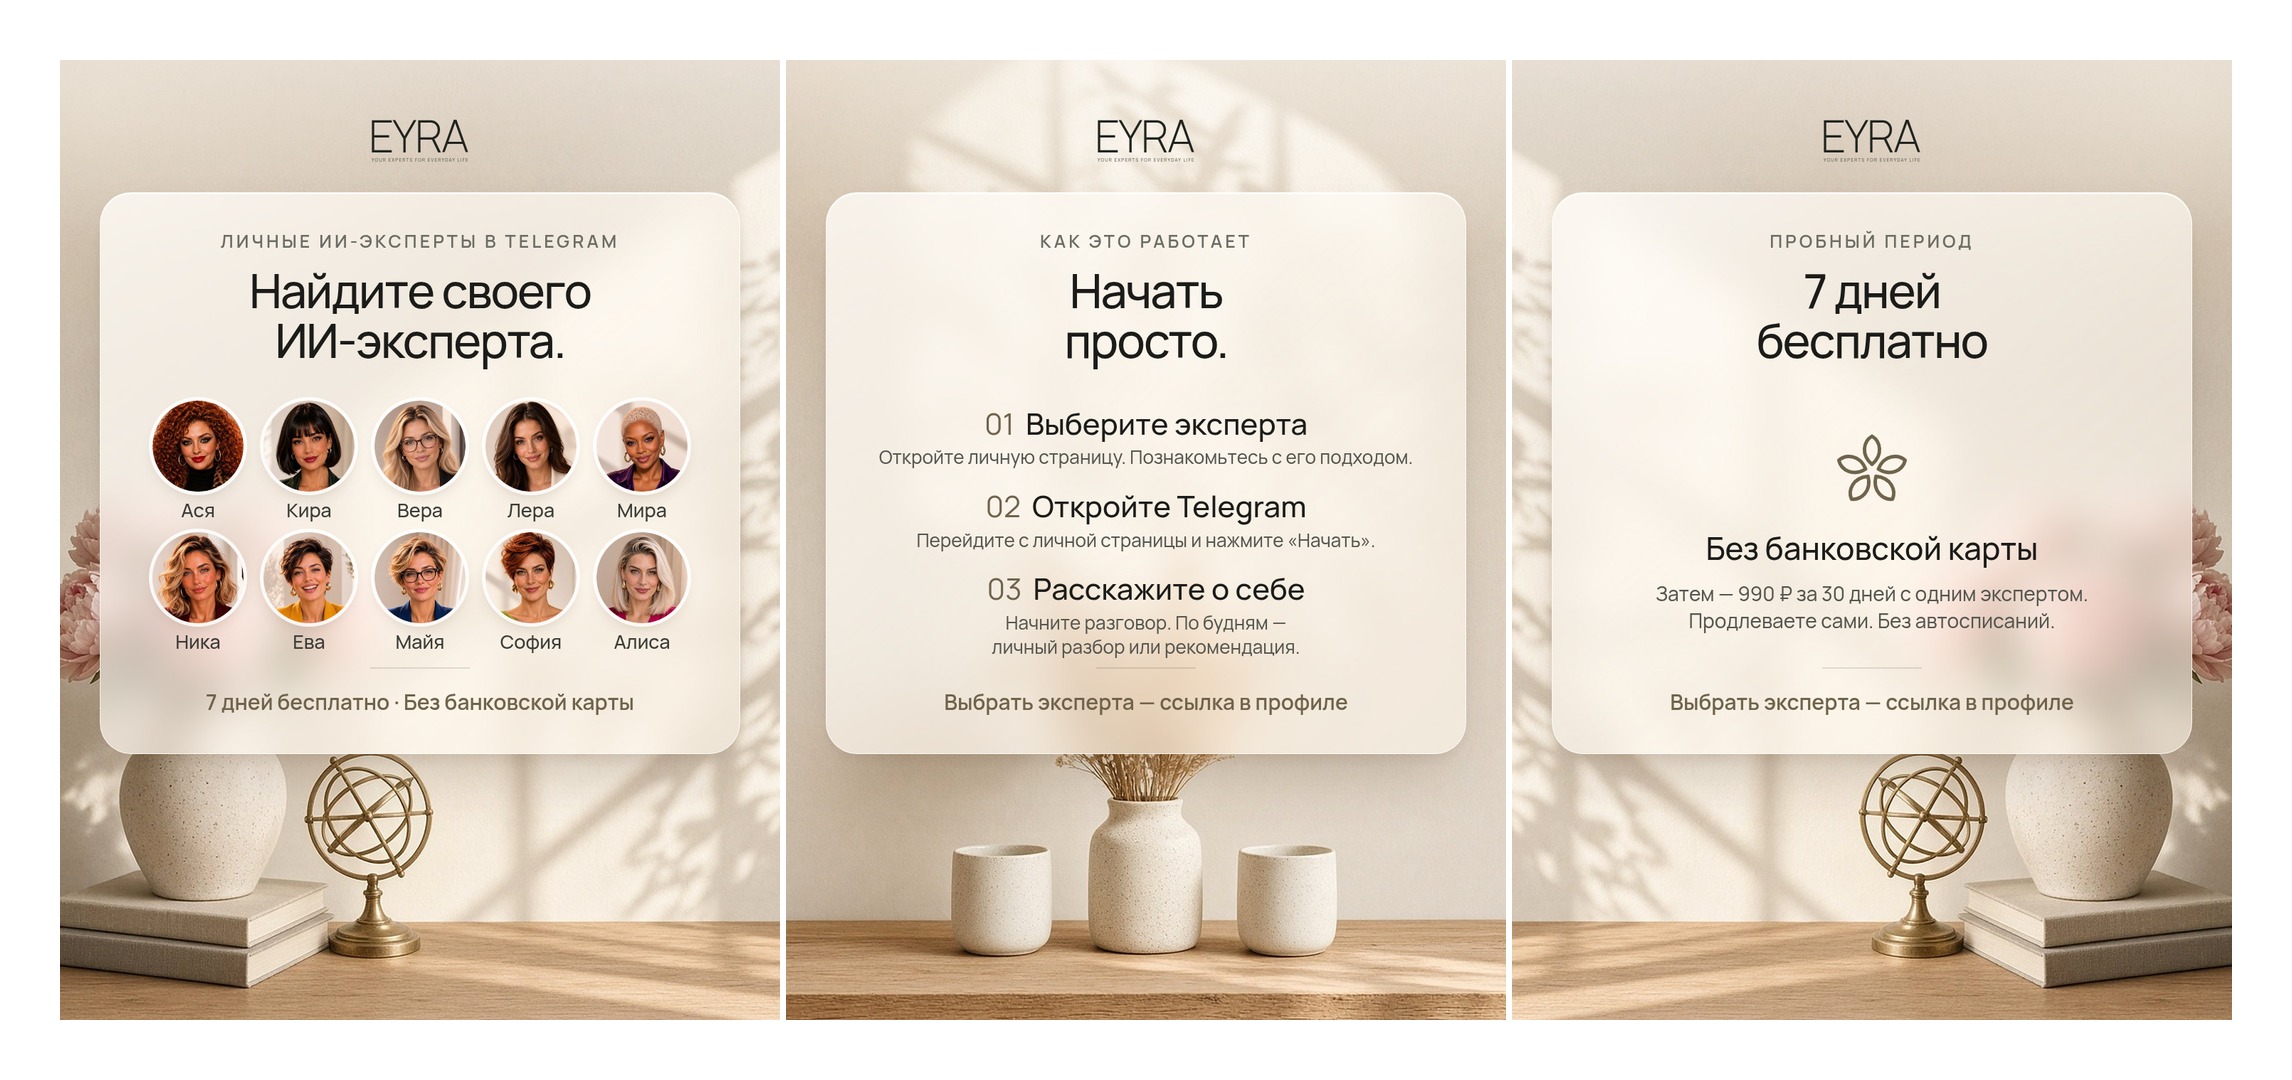 EYRA
YOUR EXPERTS FOR EVERYDAY LIFE
ЛИЧНЫЕ ИИ-ЭКСПЕРТЫ В TELEGRAM
Найдите своего
ИИ-эксперта.
Ася Кира Вера Лера Мира
Ника Ева Майя София Алиса
7 дней бесплатно · Без банковской карты
EYRA
YOUR EXPERTS FOR EVERYDAY LIFE
КАК ЭТО РАБОТАЕТ
Начать
просто.
01 Выберите эксперта
Откройте личную страницу. Познакомьтесь с его подходом.
02 Откройте Telegram
Перейдите с личной страницы и нажмите «Начать».
03 Расскажите о себе
Начните разговор. По будням —
личный разбор или рекомендация.
Выбрать эксперта — ссылка в профиле
EYRA
YOUR EXPERTS FOR EVERYDAY LIFE
ПРОБНЫЙ ПЕРИОД
7 дней
бесплатно
Без банковской карты
Затем — 990 ₽ за 30 дней с одним экспертом.
Продлеваете сами. Без автосписаний.
Выбрать эксперта — ссылка в профиле